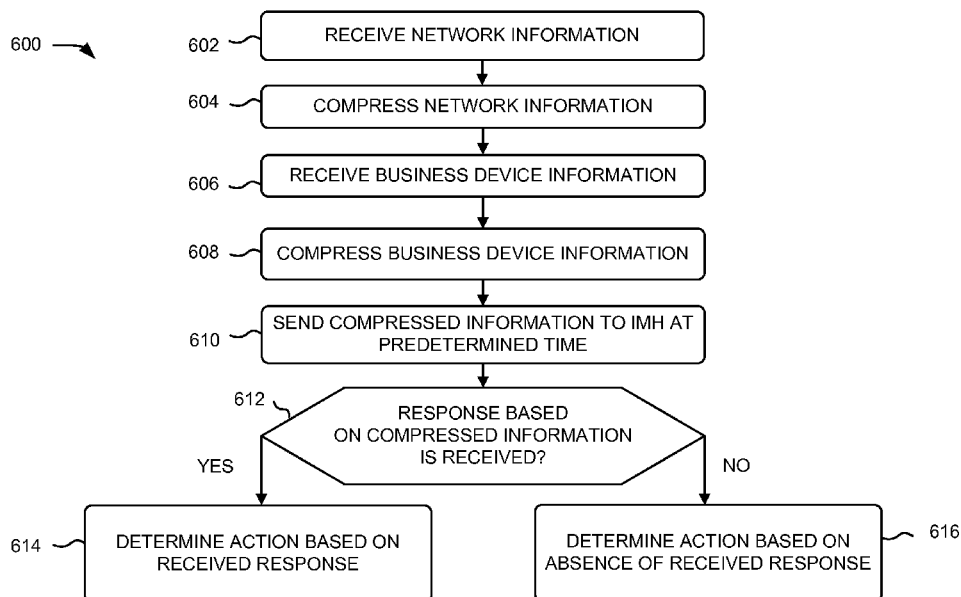 600
602
RECEIVE NETWORK INFORMATION
604
COMPRESS NETWORK INFORMATION
606
RECEIVE BUSINESS DEVICE INFORMATION
608
COMPRESS BUSINESS DEVICE INFORMATION
610
SEND COMPRESSED INFORMATION TO IMH AT
PREDETERMINED TIME
612
RESPONSE BASED
ON COMPRESSED INFORMATION
IS RECEIVED?
YES
NO
614
DETERMINE ACTION BASED ON
RECEIVED RESPONSE
DETERMINE ACTION BASED ON
ABSENCE OF RECEIVED RESPONSE
616